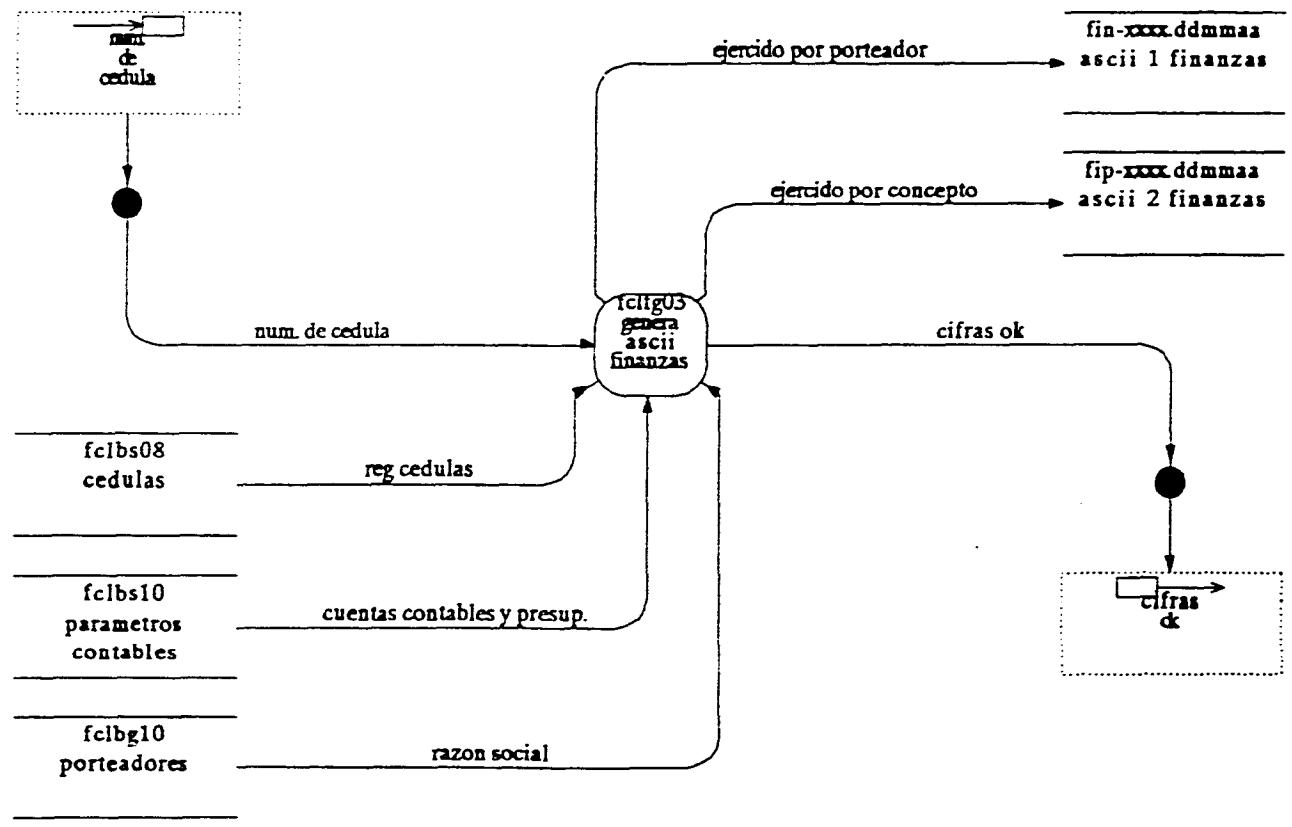 num.
de
cedula
ejercido por porteador
fin-xxxx.ddmmaa
ascii 1 finanzas
ejercido por concepto
fip-xxxx.ddmmaa
ascii 2 finanzas
num. de cedula
fclfg03
genera
ascii
finanzas
cifras ok
fclbs08
cedulas
reg cedulas
fclbs10
parametros
contables
cuentas contables y presup.
cifras
ok
fclbg10
porteadores
razon social